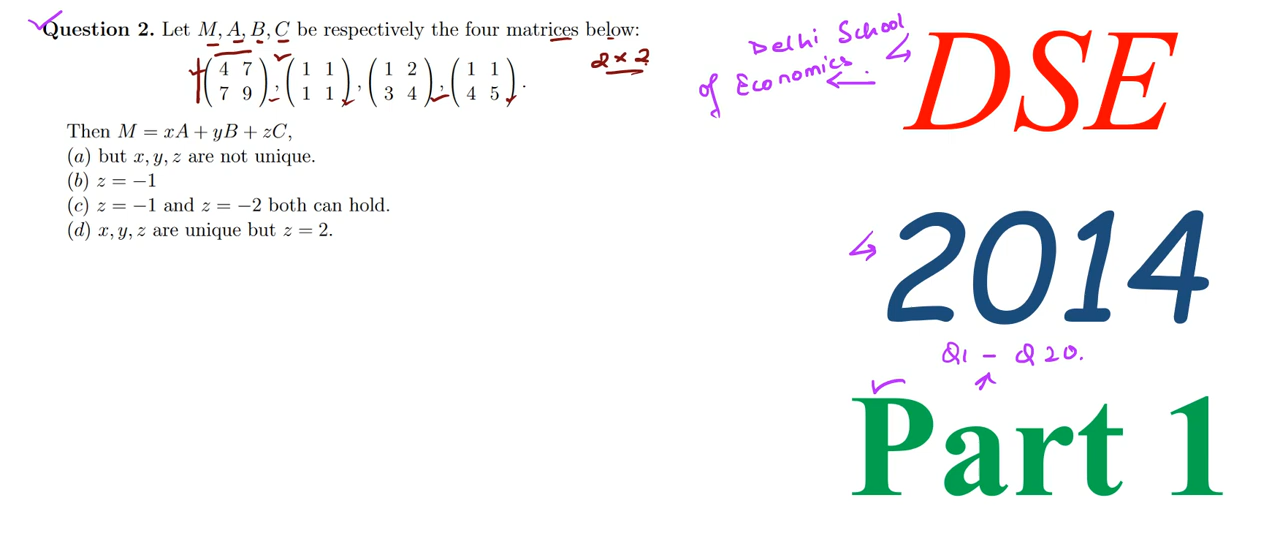 Question 2. Let M, A, B, C be respectively the four matrices below:
( 4 7 ) , ( 1 1 ) , ( 1 2 ) , ( 1 1 ) .
( 7 9 ) ( 1 1 ) ( 3 4 ) ( 4 5 )
2 x 2
Then M = xA + yB + zC,
(a) but x, y, z are not unique.
(b) z = −1
(c) z = −1 and z = −2 both can hold.
(d) x, y, z are unique but z = 2.
Delhi School
of Economics
DSE
2014
Q1 - Q20.
Part 1